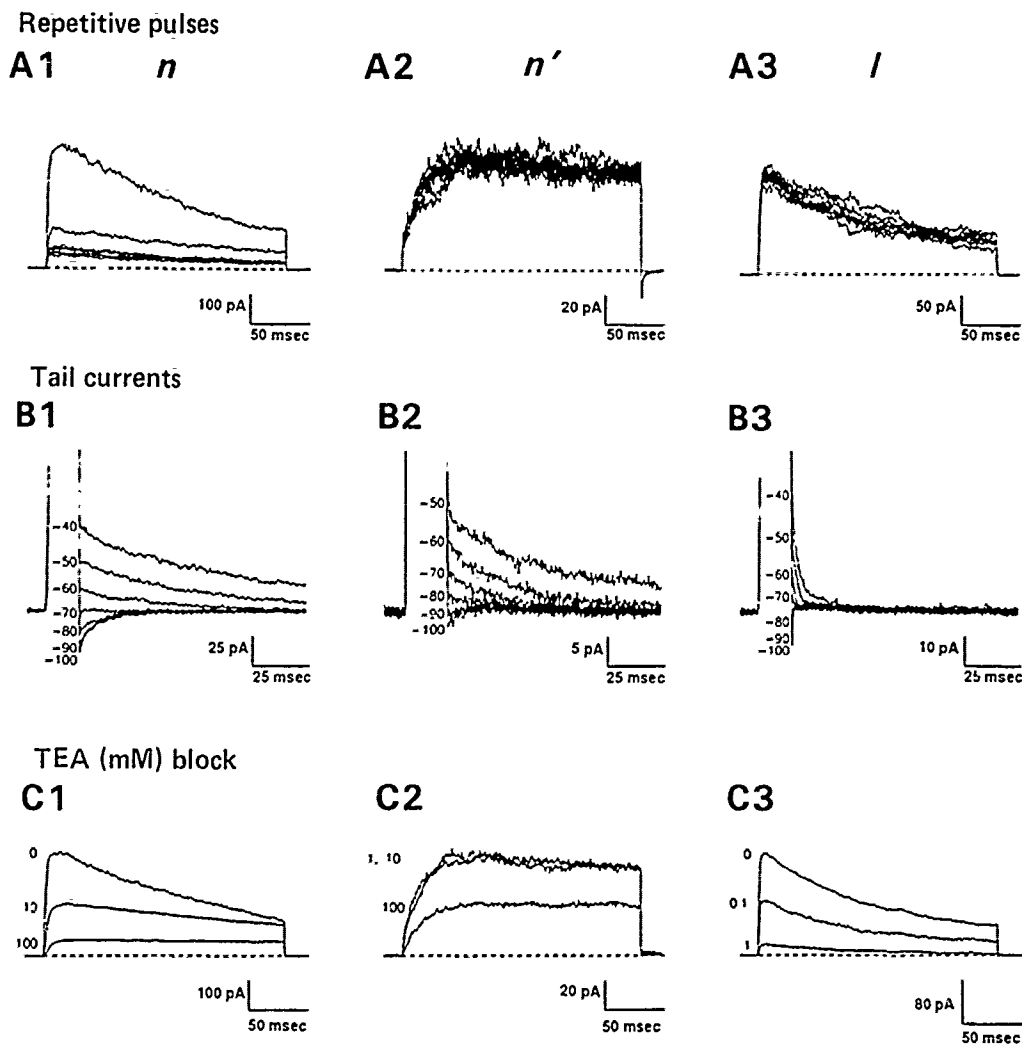 Repetitive pulses
A1 n A2 n′ A3 l
100 pA 20 pA 50 pA
50 msec 50 msec 50 msec
Tail currents
B1 B2 B3
-40 -50 -40
-50 -60 -50
-60 -70 -60
-70 -80 -70
-80 -90 -80
-90 -100 -90
-100 -100
25 pA 5 pA 10 pA
25 msec 25 msec 25 msec
TEA (mM) block
C1 C2 C3
0 1, 10 0
10 100 0.1
100 1
100 pA 20 pA 80 pA
50 msec 50 msec 50 msec